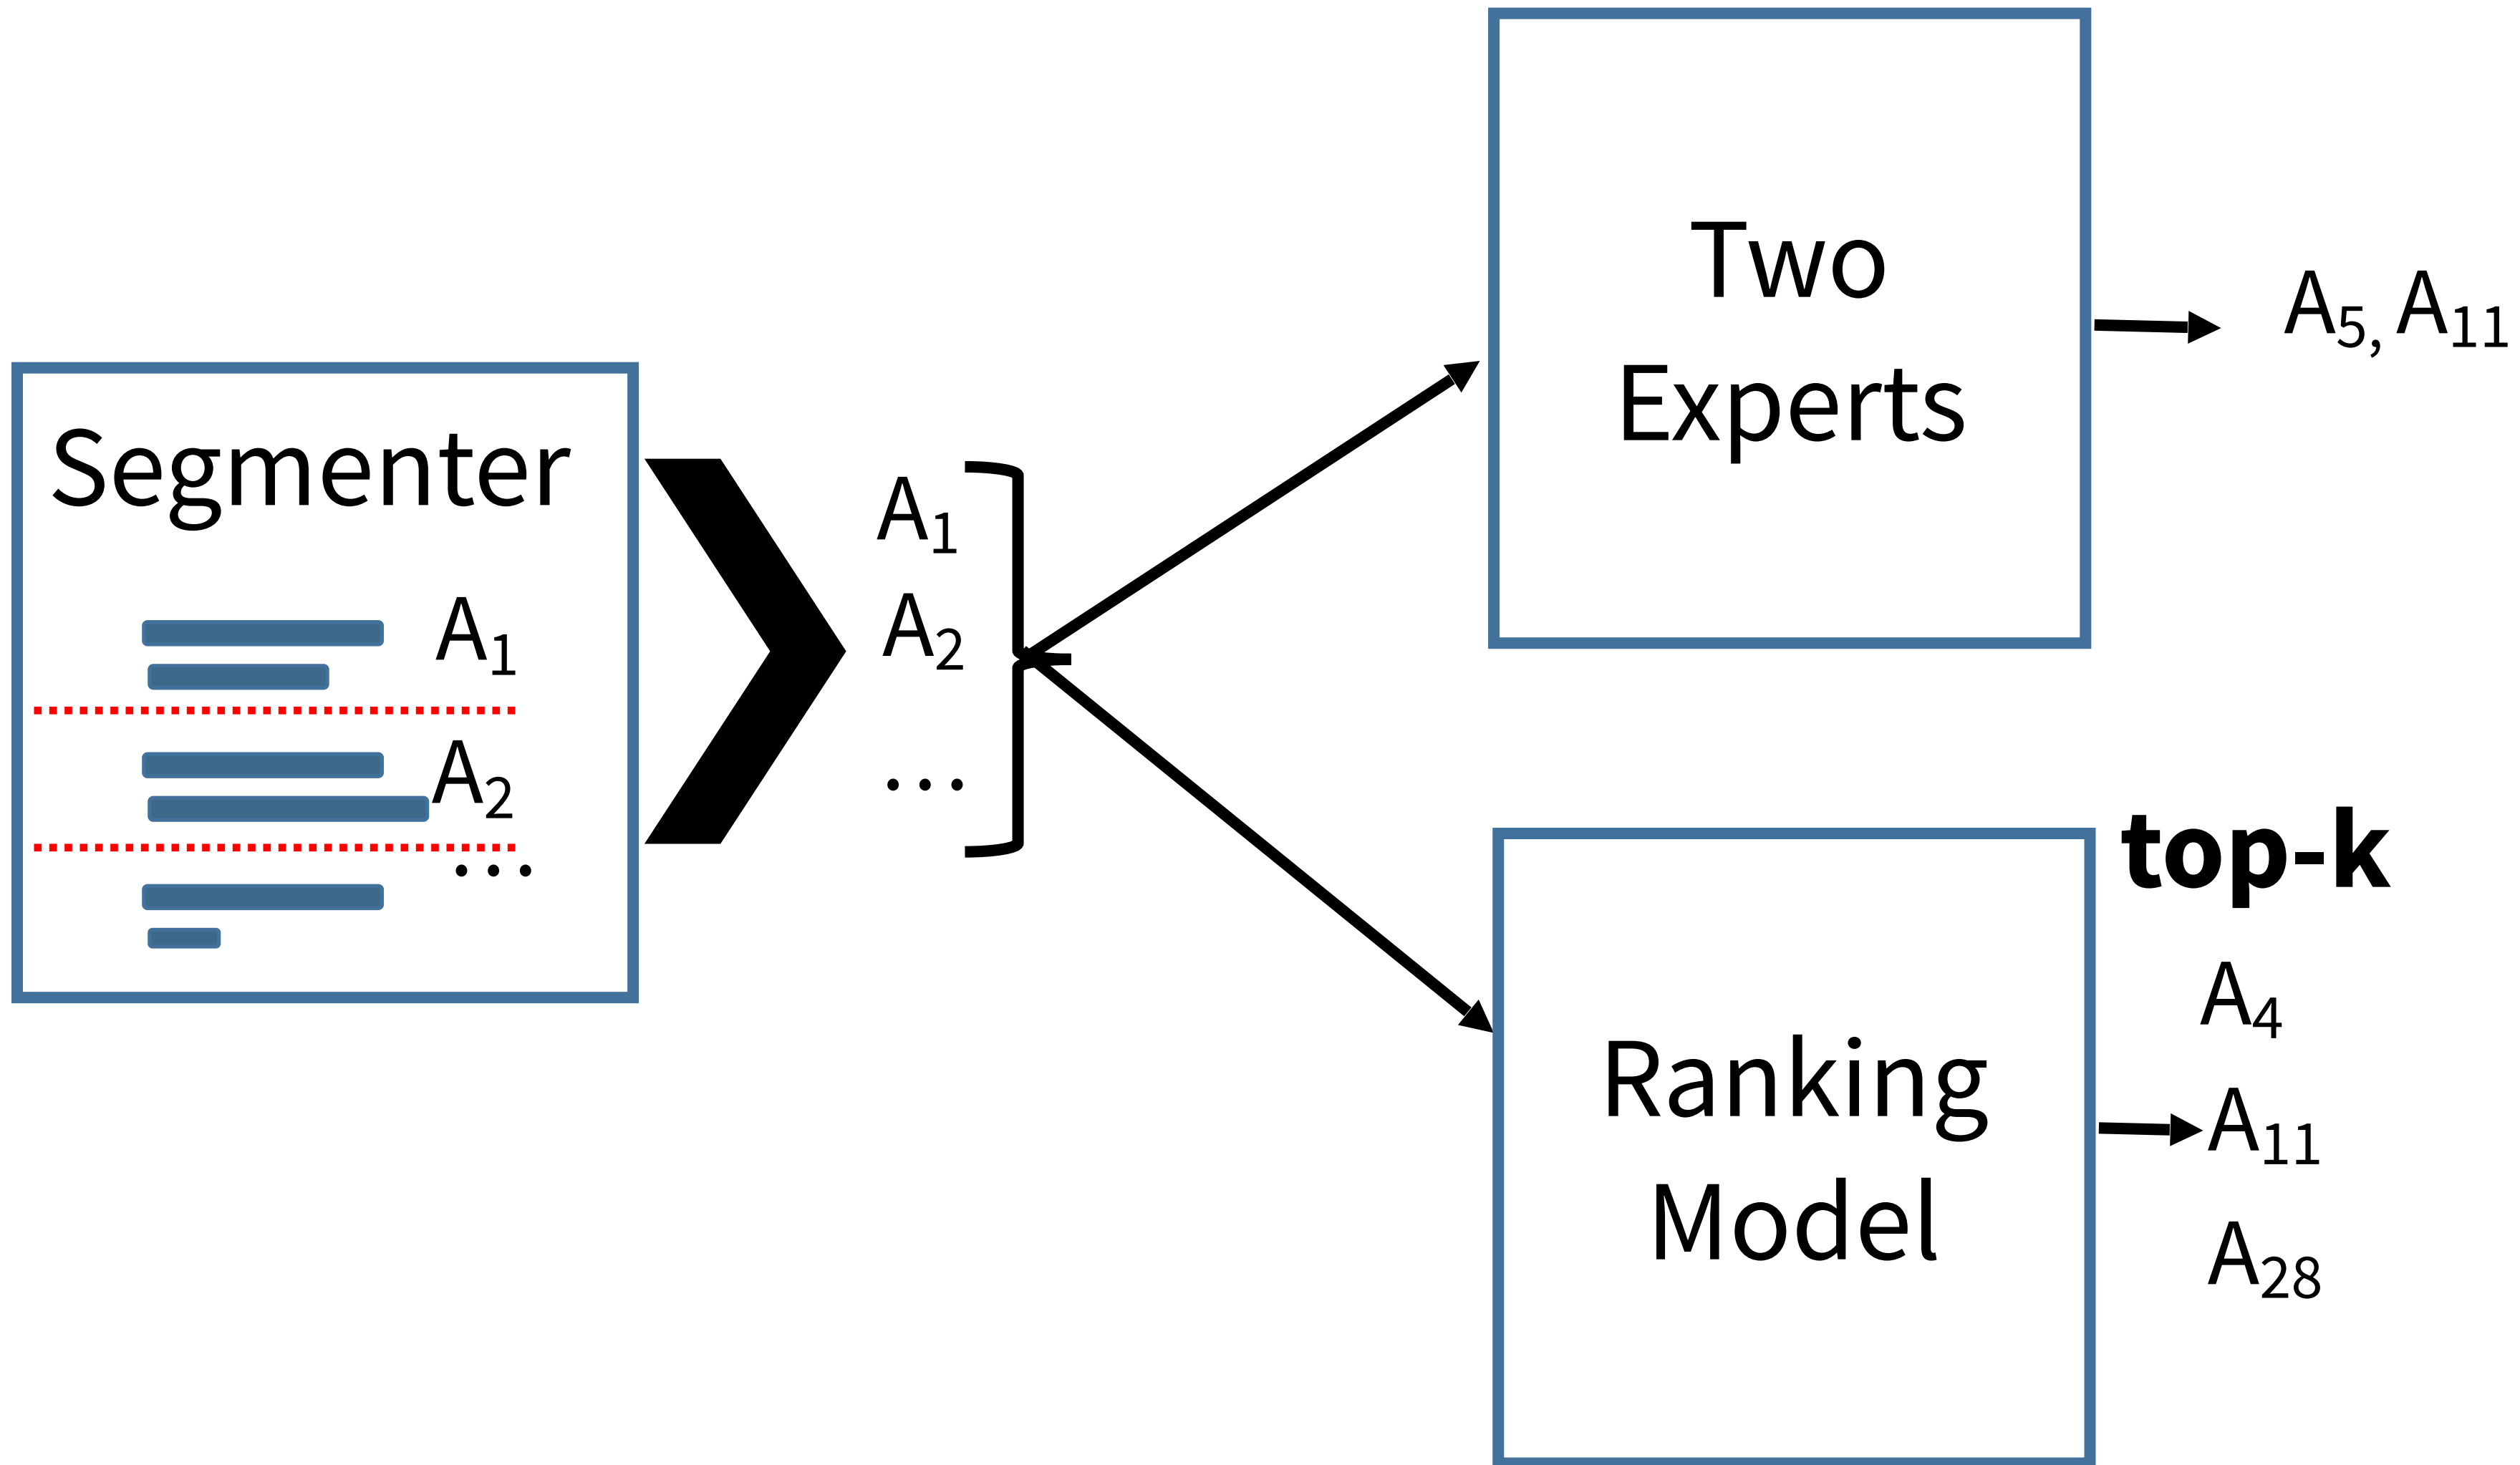 Segmenter
A1
A2
...
A1
A2
...
Two
Experts
A5, A11
Ranking
Model
top-k
A4
A11
A28